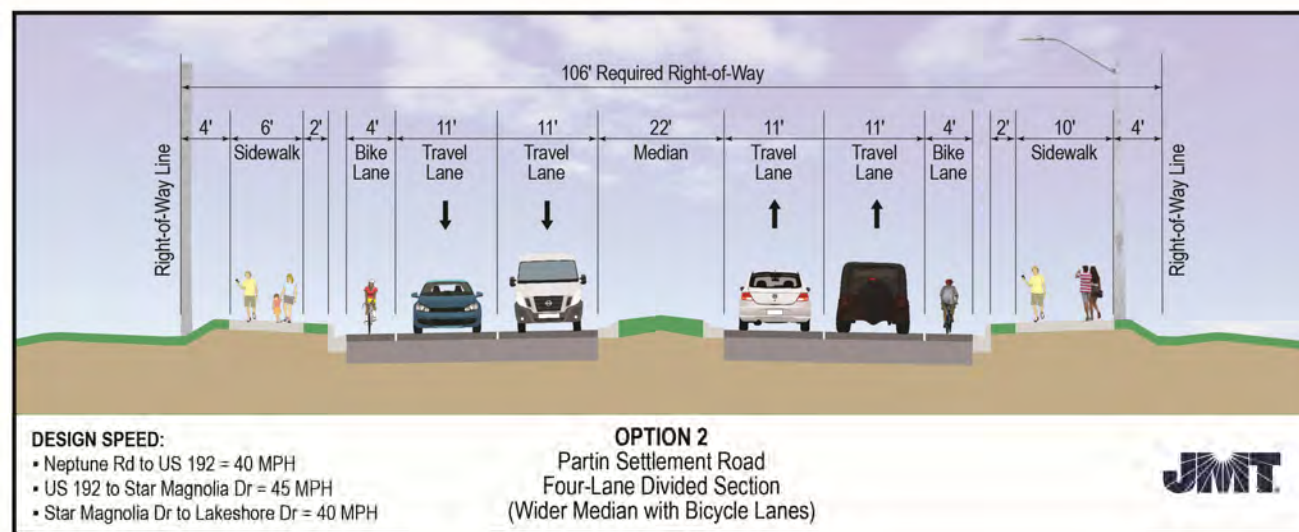 106' Required Right-of-Way
4' 6' 2' 4' 11' 11' 22' 11' 11' 4' 2' 10' 4'
Sidewalk Bike Travel Travel Median Travel Travel Bike Sidewalk
Lane Lane Lane Lane Lane Lane
Right-of-Way Line
Right-of-Way Line
DESIGN SPEED:
• Neptune Rd to US 192 = 40 MPH
• US 192 to Star Magnolia Dr = 45 MPH
• Star Magnolia Dr to Lakeshore Dr = 40 MPH
OPTION 2
Partin Settlement Road
Four-Lane Divided Section
(Wider Median with Bicycle Lanes)
JMT